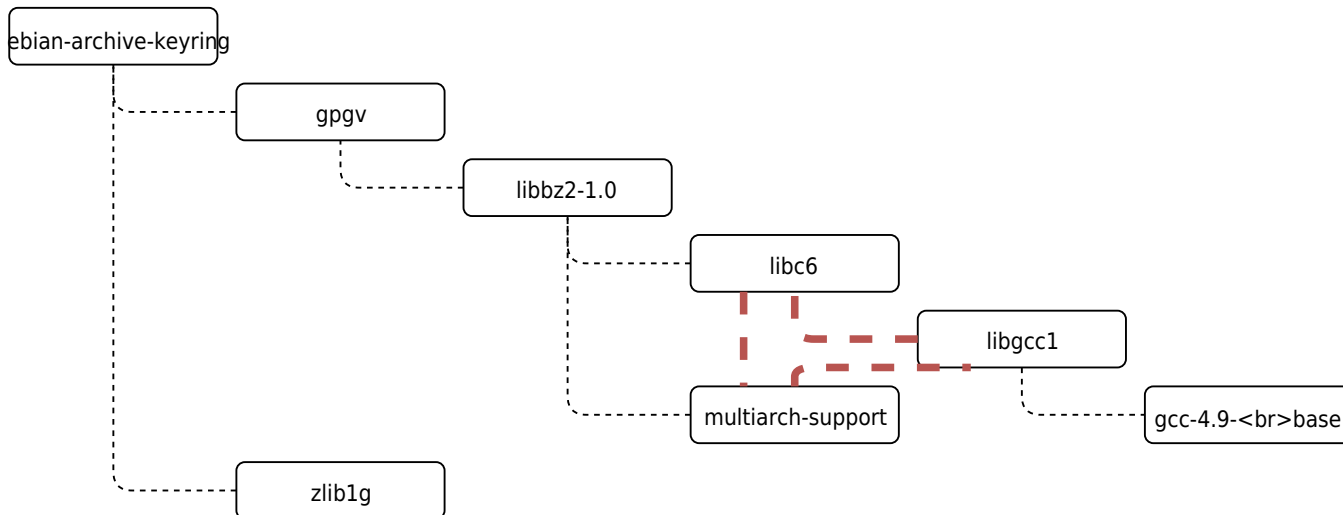 ebian-archive-keyring
gpgv
libbz2-1.0
libc6
libgcc1
multiarch-support
gcc-4.9-<br>base
zlib1g